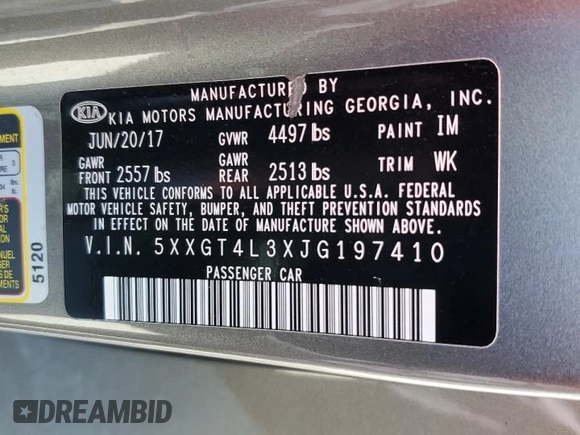 MANUFACTURED BY
KIA
KIA MOTORS MANUFACTURING GEORGIA, INC.
JUN/20/17 GVWR 4497 lbs PAINT IM
GAWR FRONT 2557 lbs GAWR REAR 2513 lbs TRIM WK
THIS VEHICLE CONFORMS TO ALL APPLICABLE U.S.A. FEDERAL
MOTOR VEHICLE SAFETY, BUMPER, AND THEFT PREVENTION STANDARDS
IN EFFECT ON THE DATE OF MANUFACTURE SHOWN ABOVE.
V.I.N. 5XXGT4L3XJG197410
PASSENGER CAR
5120
DREAMBID